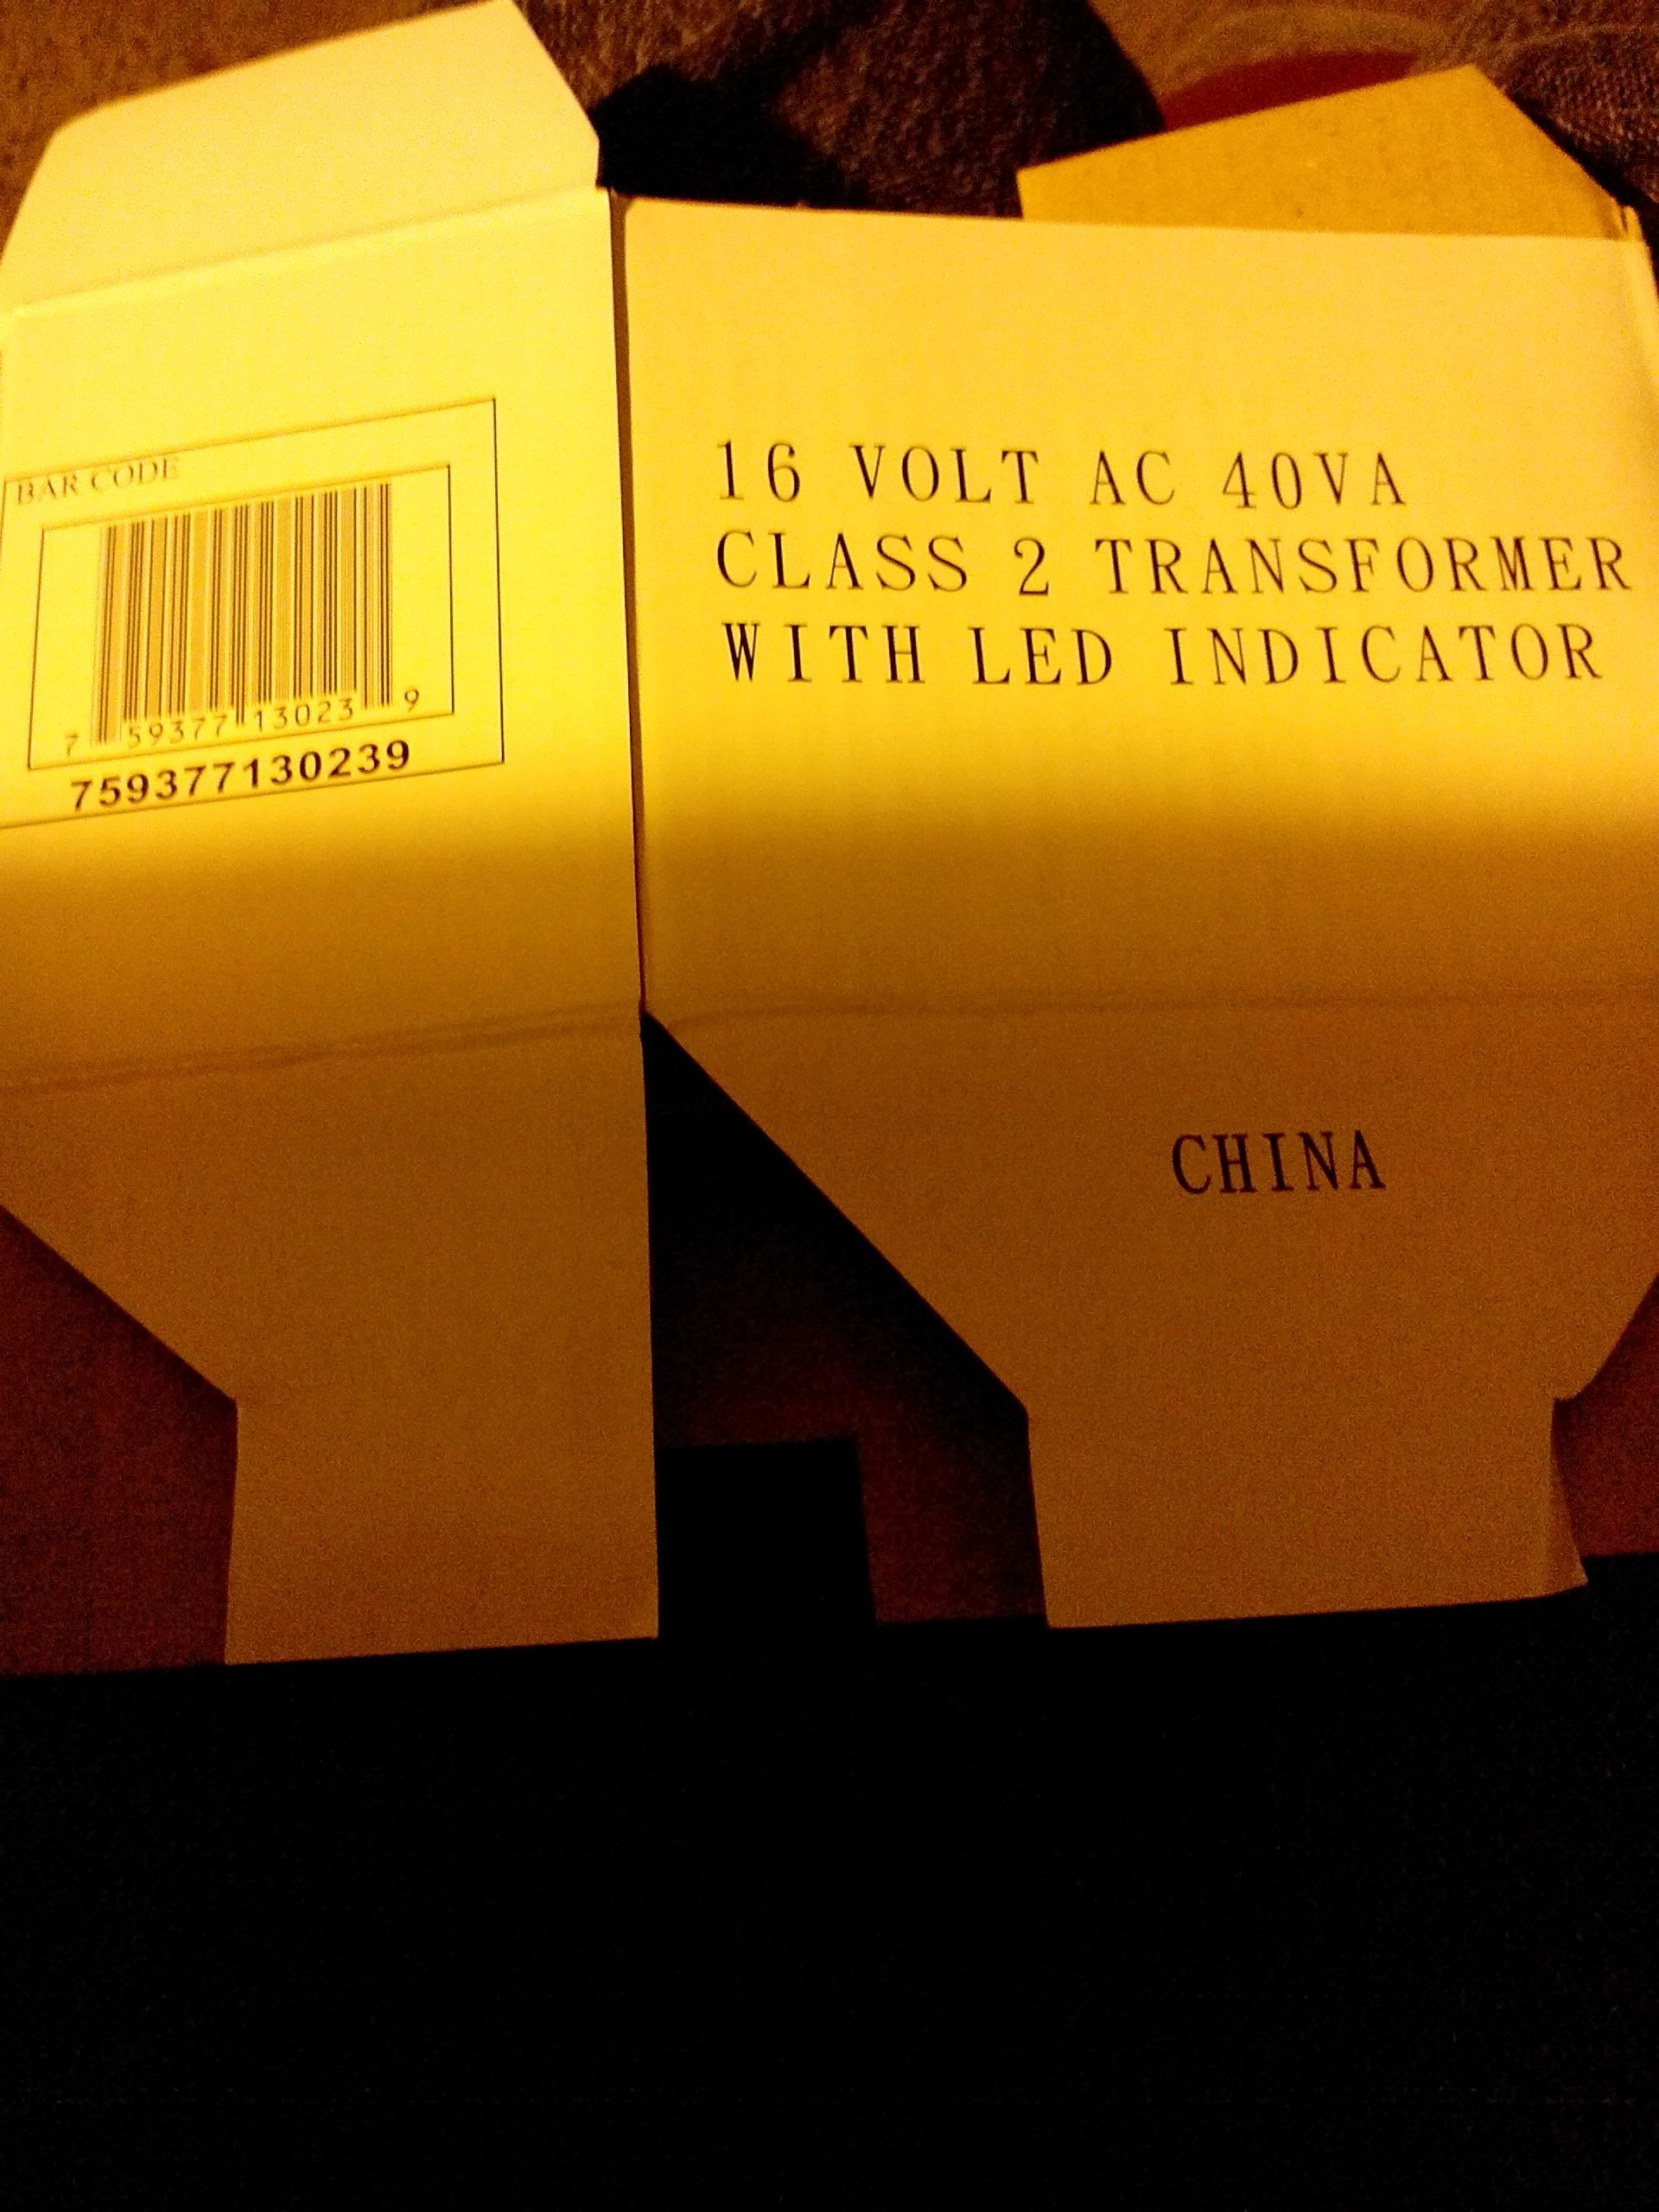 BAR CODE
7 59377 13023 9
759377130239
16 VOLT AC 40VA
CLASS 2 TRANSFORMER
WITH LED INDICATOR
CHINA